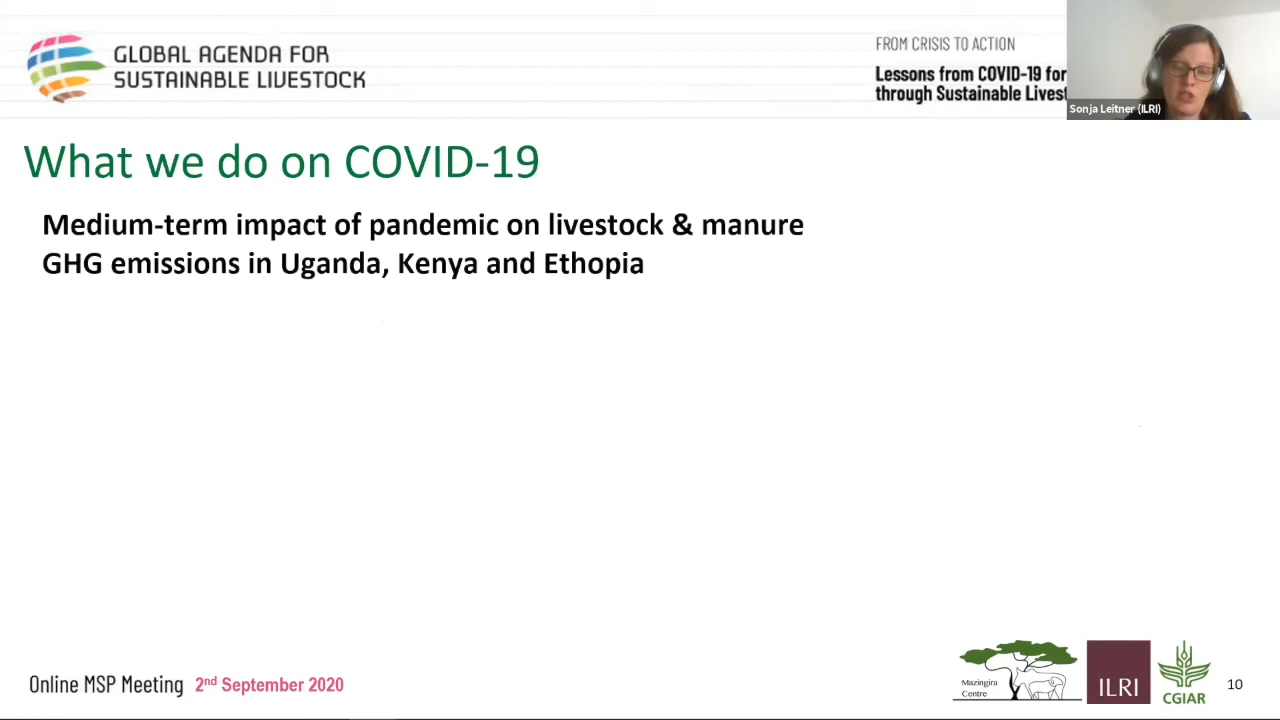 GLOBAL AGENDA FOR
SUSTAINABLE LIVESTOCK
FROM CRISIS TO ACTION
Lessons from COVID-19 for
through Sustainable
Sonja Leitner (ILRI)
What we do on COVID-19
Medium-term impact of pandemic on livestock & manure
GHG emissions in Uganda, Kenya and Ethopia
Online MSP Meeting 2nd September 2020
Mazingira
Centre
ILRI
CGIAR
10